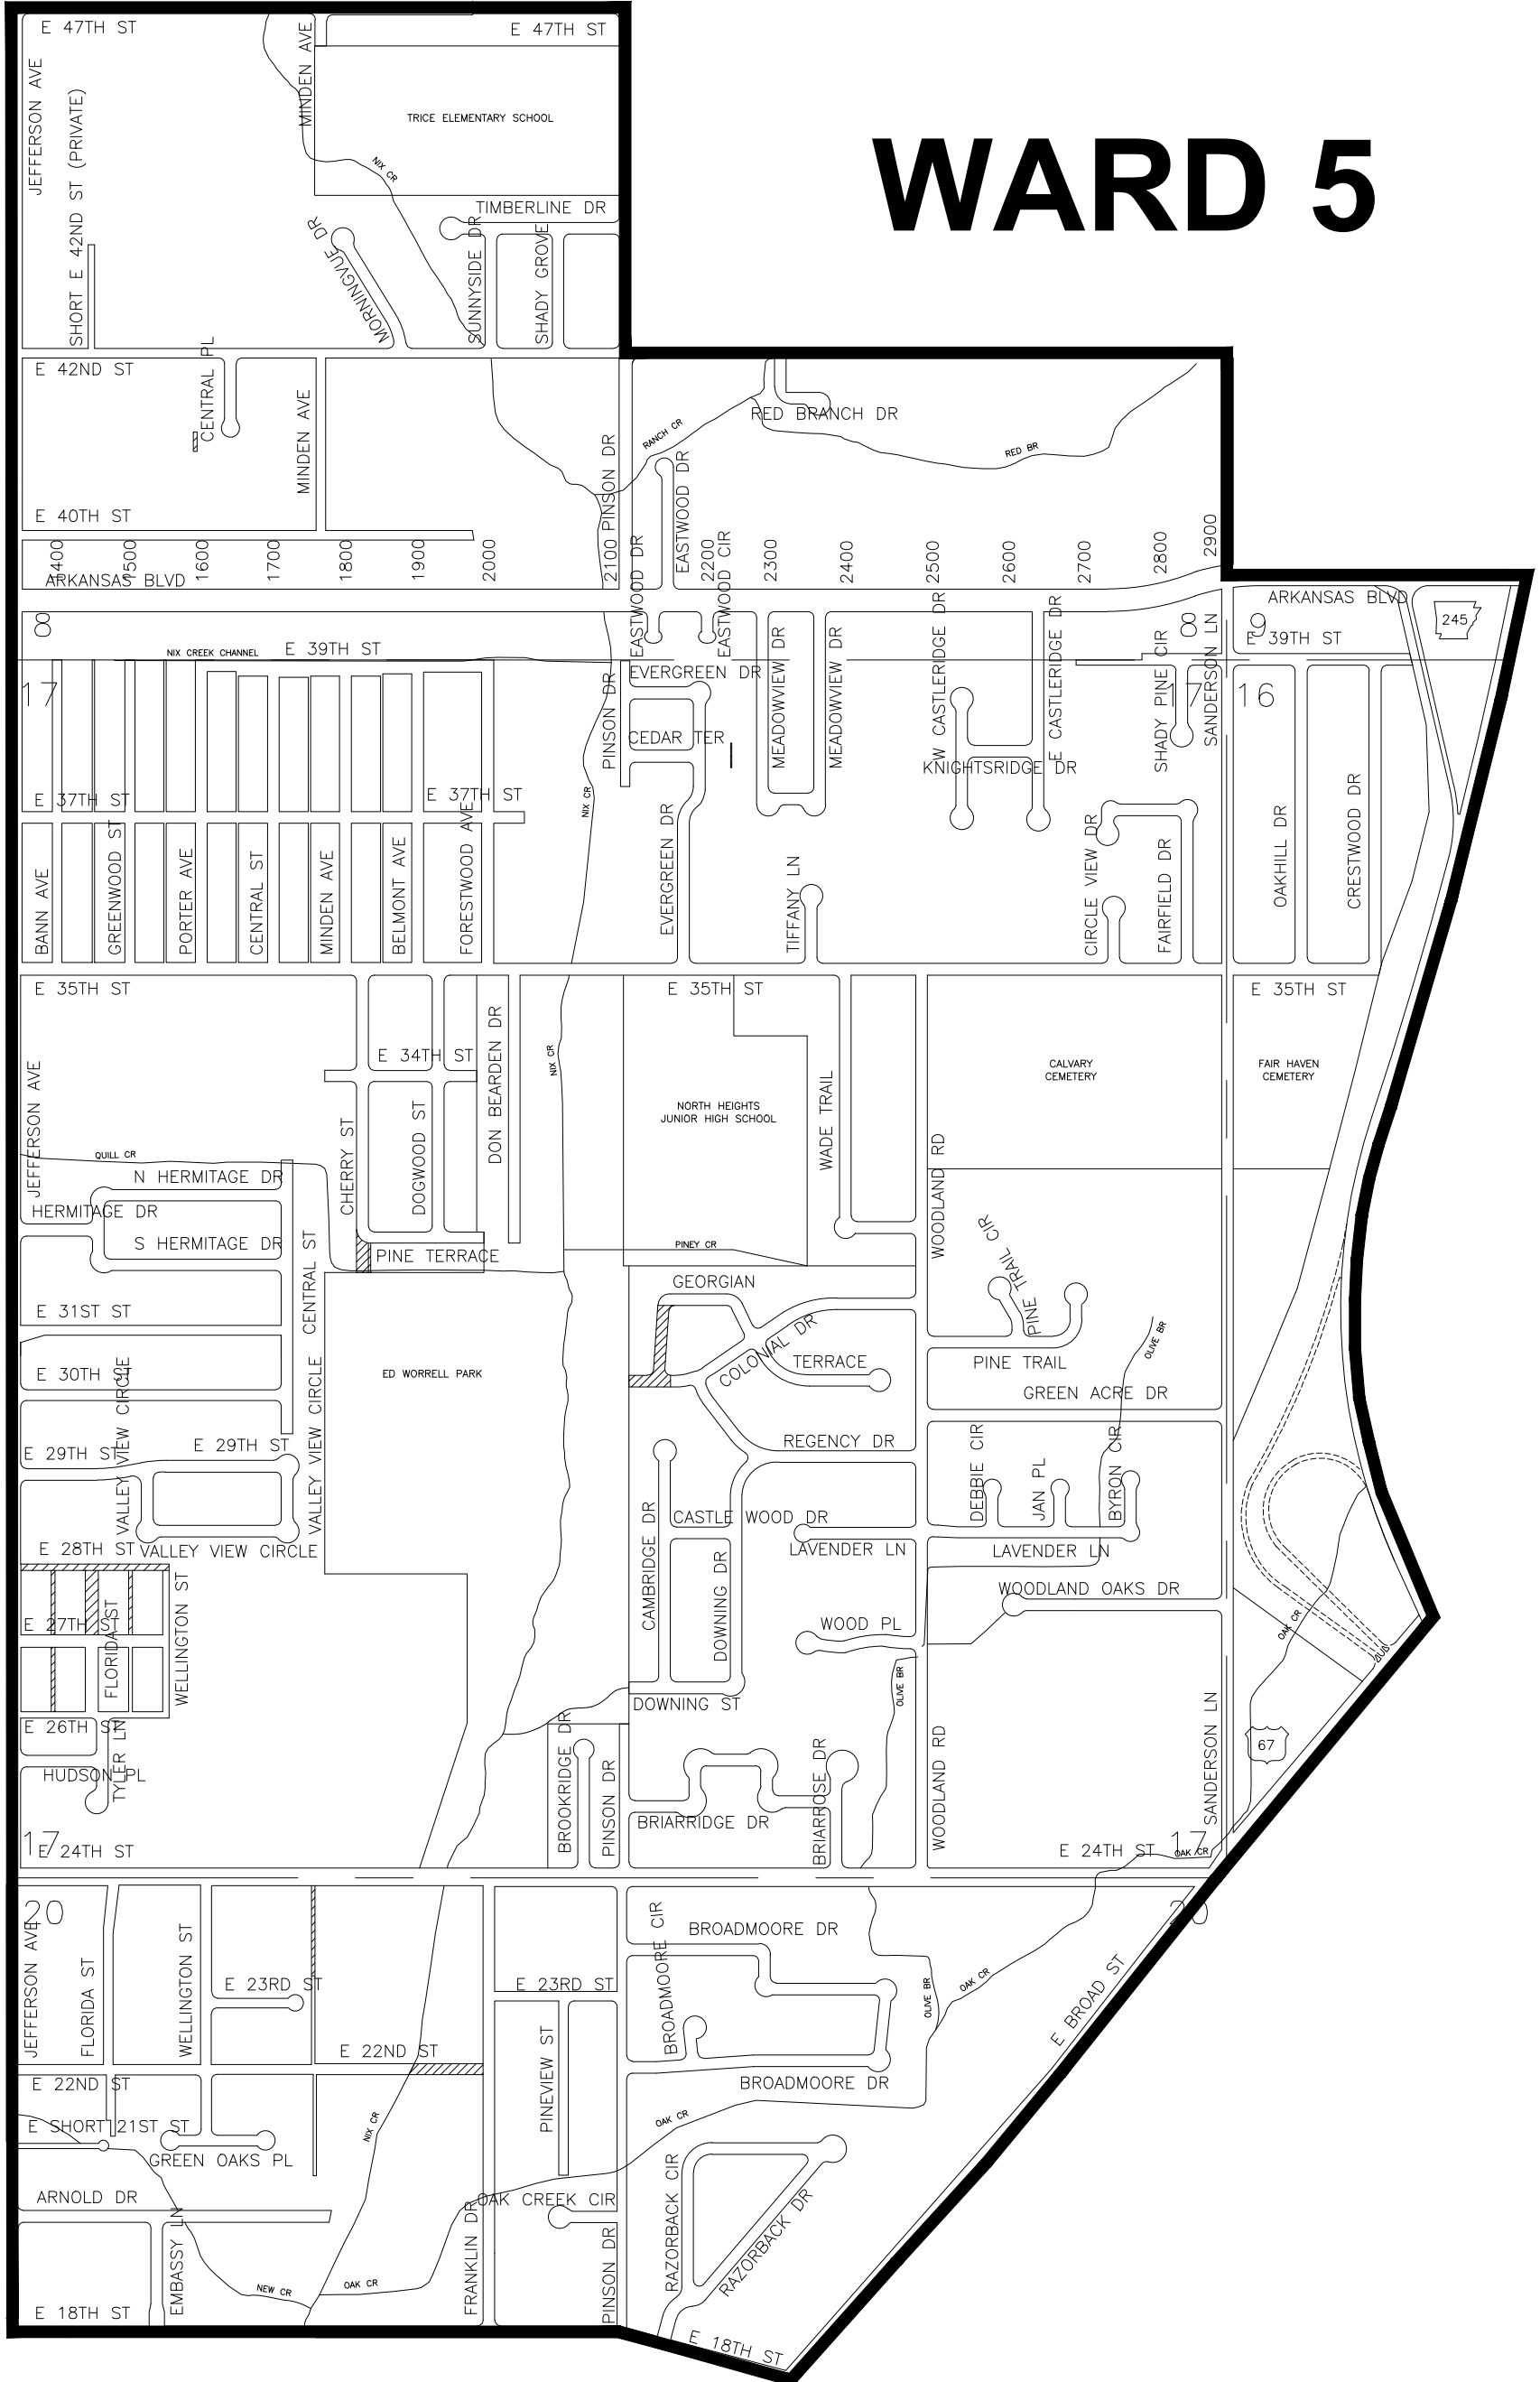 E 47TH ST
E 47TH ST
JEFFERSON AVE
MINDEN AVE
SHORT E 42ND ST (PRIVATE)
TRICE ELEMENTARY SCHOOL
WARD 5
NIX CR
TIMBERLINE DR
MORNINGVUE DR
SUNNYSIDE DR
SHADY GROVE
E 42ND ST
CENTRAL PL
MINDEN AVE
PINSON DR
RANCH CR
RED BRANCH DR
RED BR
EASTWOOD DR
E 40TH ST
1400
1500
1600
1700
1800
1900
2000
2100
2200
2300
2400
2500
2600
2700
2800
2900
ARKANSAS BLVD
EASTWOOD DR
EASTWOOD CIR
ARKANSAS BLVD
245
8
8
9
NIX CREEK CHANNEL
E 39TH ST
E 39TH ST
17
17
16
PINSON DR
EVERGREEN DR
CEDAR TER
MEADOWVIEW DR
MEADOWVIEW DR
W CASTLERIDGE DR
E CASTLERIDGE DR
KNIGHTSRIDGE DR
SHADY PINE CIR
SANDERSON LN
E 37TH ST
E 37TH ST
NIX CR
BANN AVE
GREENWOOD ST
PORTER AVE
CENTRAL ST
MINDEN AVE
BELMONT AVE
FORESTWOOD AVE
EVERGREEN DR
TIFFANY LN
CIRCLE VIEW DR
FAIRFIELD DR
OAKHILL DR
CRESTWOOD DR
E 35TH ST
E 35TH ST
E 35TH ST
JEFFERSON AVE
E 34TH ST
DON BEARDEN DR
NIX CR
CHERRY ST
DOGWOOD ST
NORTH HEIGHTS
JUNIOR HIGH SCHOOL
WADE TRAIL
WOODLAND RD
CALVARY
CEMETERY
FAIR HAVEN
CEMETERY
QUILL CR
N HERMITAGE DR
HERMITAGE DR
S HERMITAGE DR
PINE TERRACE
PINEY CR
CENTRAL ST
E 31ST ST
GEORGIAN
COLONIAL DR
TERRACE
PINE TRAIL CIR
PINE TRAIL
OLIVE BR
E 30TH ST
ED WORRELL PARK
GREEN ACRE DR
VALLEY VIEW CIRCLE
VALLEY VIEW CIRCLE
E 29TH ST
E 29TH ST
REGENCY DR
DEBBIE CIR
JAN PL
BYRON CIR
CAMBRIDGE DR
CASTLE WOOD DR
DOWNING DR
LAVENDER LN
LAVENDER LN
E 28TH ST
VALLEY VIEW CIRCLE
WOODLAND OAKS DR
E 27TH ST
FLORIDA ST
WELLINGTON ST
WOOD PL
OAK CR
OLIVE BR
DOWNING ST
E 26TH ST
TYLER LN
HUDSON PL
BROOKRIDGE DR
PINSON DR
BRIARRIDGE DR
BRIARROSE DR
WOODLAND RD
SANDERSON LN
67
17
E 24TH ST
E 24TH ST
17
OAK CR
20
20
JEFFERSON AVE
FLORIDA ST
WELLINGTON ST
E 23RD ST
E 23RD ST
BROADMOORE CIR
BROADMOORE DR
OLIVE BR
OAK CR
E BROAD ST
E 22ND ST
E 22ND ST
PINEVIEW ST
BROADMOORE DR
E SHORT 21ST ST
GREEN OAKS PL
NIX CR
OAK CR
ARNOLD DR
EMBASSY LN
OAK CREEK CIR
FRANKLIN DR
PINSON DR
RAZORBACK CIR
RAZORBACK DR
NEW CR
OAK CR
E 18TH ST
E 18TH ST